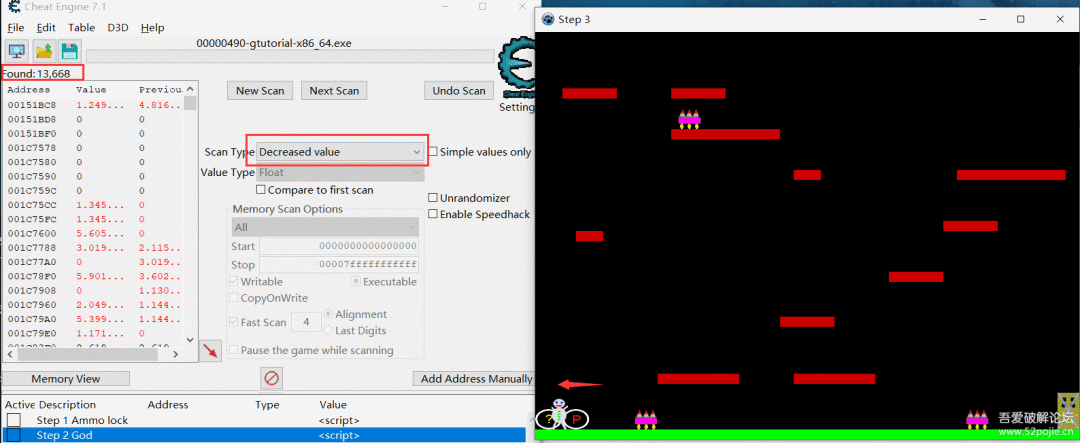 Cheat Engine 7.1
File Edit Table D3D Help
00000490-gtutorial-x86_64.exe
Found:13,668
Address Value Previou
00151BC8 1.249... 4.816...
00151BD8 0 0
00151BF0 0 0
001C7578 0 0
001C7580 0 0
001C7590 0 0
001C759C 0 0
001C75CC 1.345... 0
001C75FC 1.345... 0
001C7600 5.605... 0
001C7788 3.019... 2.115...
001C77A0 0 3.019...
001C78F0 5.901... 3.602...
001C7908 0 1.130...
001C7960 2.049... 1.144...
001C79A0 5.399... 1.144...
001C79E0 1.171... 0
New Scan Next Scan Undo Scan
Cheat Engine
Setting
Scan Type Decreased value Simple values only
Value Type Float
Compare to first scan
Unrandomizer
Enable Speedhack
Memory Scan Options
All
Start 0000000000000000
Stop 00007fffffffffff
Writable Executable
CopyOnWrite
Fast Scan 4 Alignment
Last Digits
Pause the game while scanning
Memory View Add Address Manually
Active Description Address Type Value
Step 1 Ammo lock <script>
Step 2 God <script>
Step 3
? P
吾爱破解论坛
www.52pojie.cn